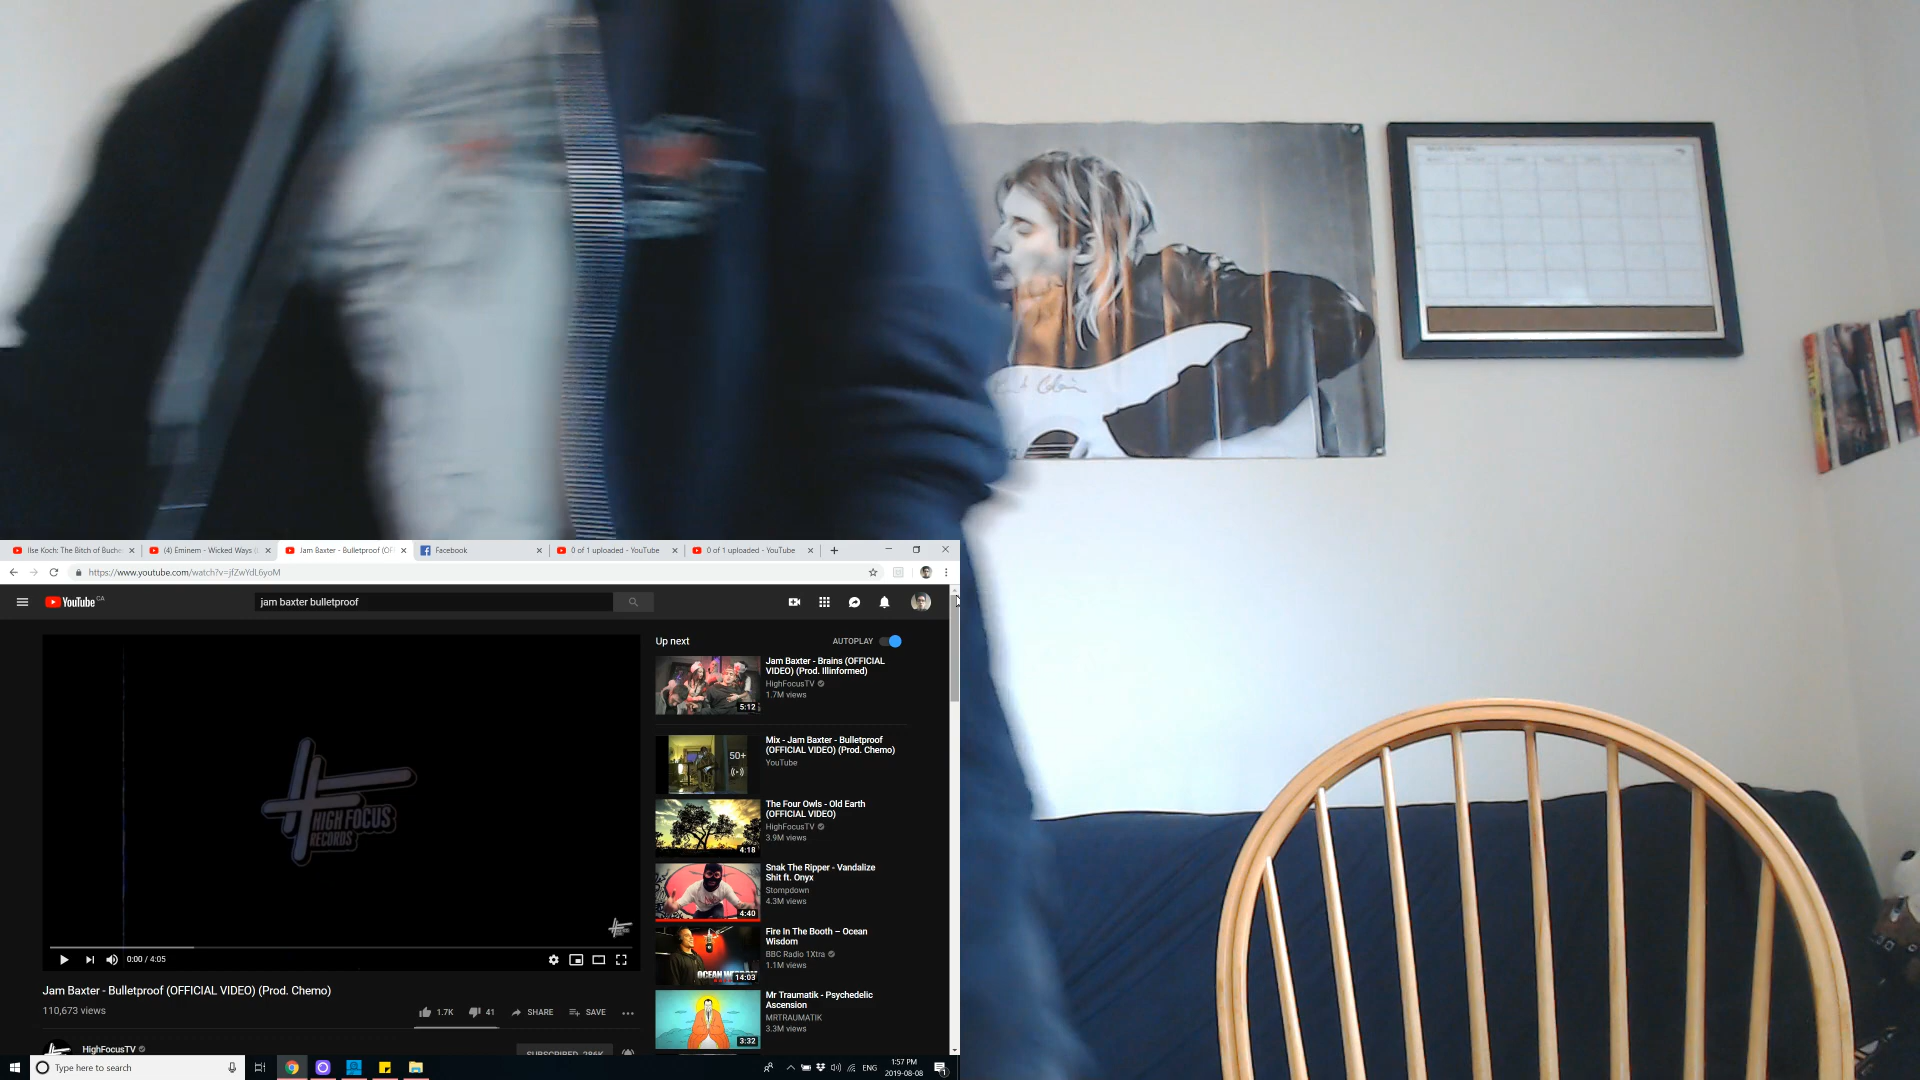 Ilse Koch: The Bitch of Buche
(4) Eminem - Wicked Ways (
Jam Baxter - Bulletproof (OF
Facebook
0 of 1 uploaded - YouTube
0 of 1 uploaded - YouTube
https://www.youtube.com/watch?v=jfZwYdL6yoM
YouTube CA
jam baxter bulletproof
HIGH FOCUS
RECORDS
0:00 / 4:05
Jam Baxter - Bulletproof (OFFICIAL VIDEO) (Prod. Chemo)
110,673 views
1.7K
41
SHARE
SAVE
HighFocusTV
SUBSCRIBED 286K
Up next
AUTOPLAY
5:12
Jam Baxter - Brains (OFFICIAL
VIDEO) (Prod. Illinformed)
HighFocusTV
1.7M views
50+
Mix - Jam Baxter - Bulletproof
(OFFICIAL VIDEO) (Prod. Chemo)
YouTube
4:18
The Four Owls - Old Earth
(OFFICIAL VIDEO)
HighFocusTV
3.9M views
4:40
Snak The Ripper - Vandalize
Shit ft. Onyx
Stompdown
4.3M views
OCEAN
14:03
Fire In The Booth – Ocean
Wisdom
BBC Radio 1Xtra
1.1M views
3:32
Mr Traumatik - Psychedelic
Ascension
MRTRAUMATIK
3.3M views
Type here to search
ENG
1:57 PM
2019-08-08